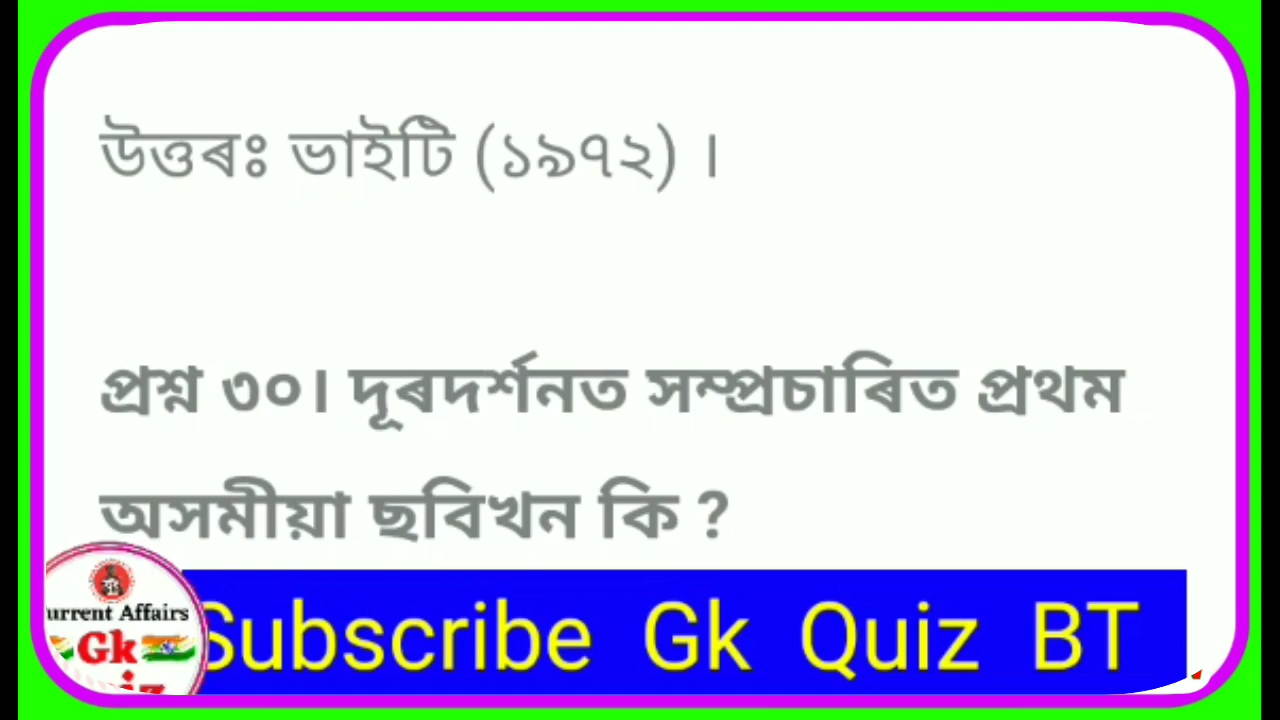 উত্তৰঃ ভাইটি (১৯৭২) ।
প্ৰশ্ন ৩০। দূৰদৰ্শনত সম্প্ৰচাৰিত প্ৰথম
অসমীয়া ছবিখন কি ?
urrent Affairs
Gk
Subscribe Gk Quiz BT